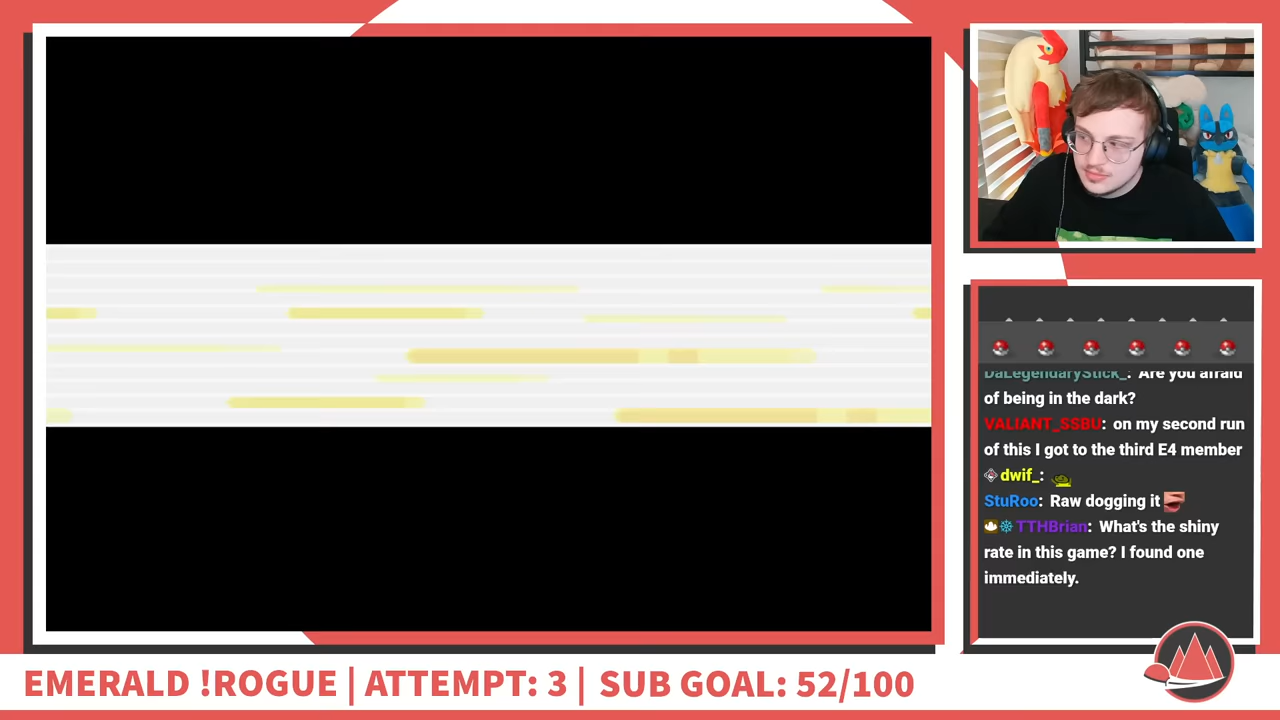 DaLegendaryStick_: Are you afraid
of being in the dark?
VALIANT_SSBU: on my second run
of this I got to the third E4 member
dwif_:
StuRoo: Raw dogging it
TTHBrian: What's the shiny
rate in this game? I found one
immediately.
EMERALD !ROGUE | ATTEMPT: 3 | SUB GOAL: 52/100